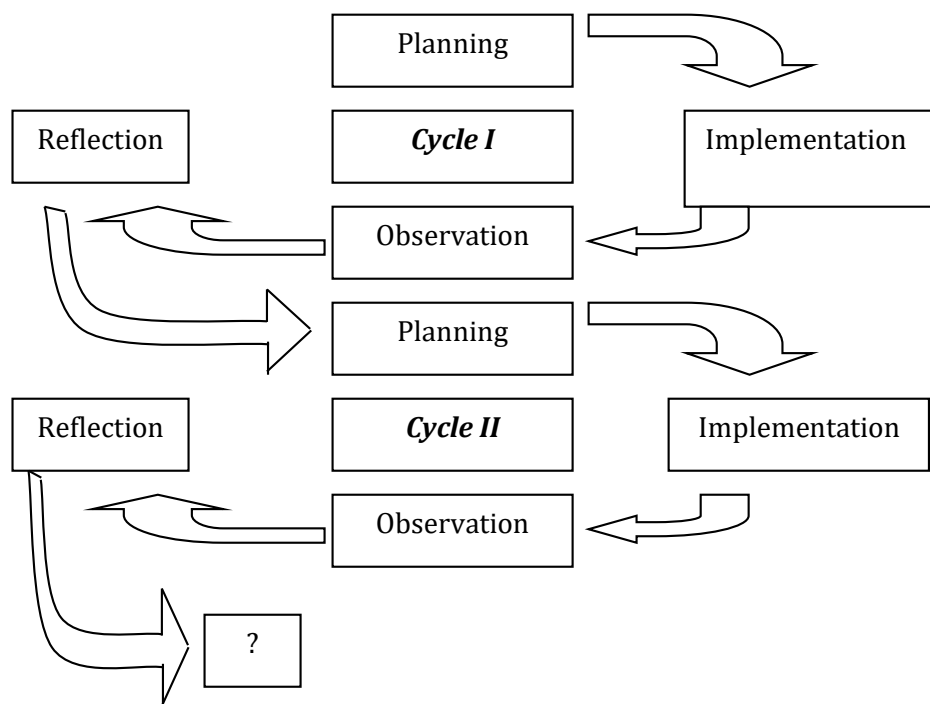 Planning
Reflection
Cycle I
Implementation
Observation
Planning
Reflection
Cycle II
Implementation
Observation
?